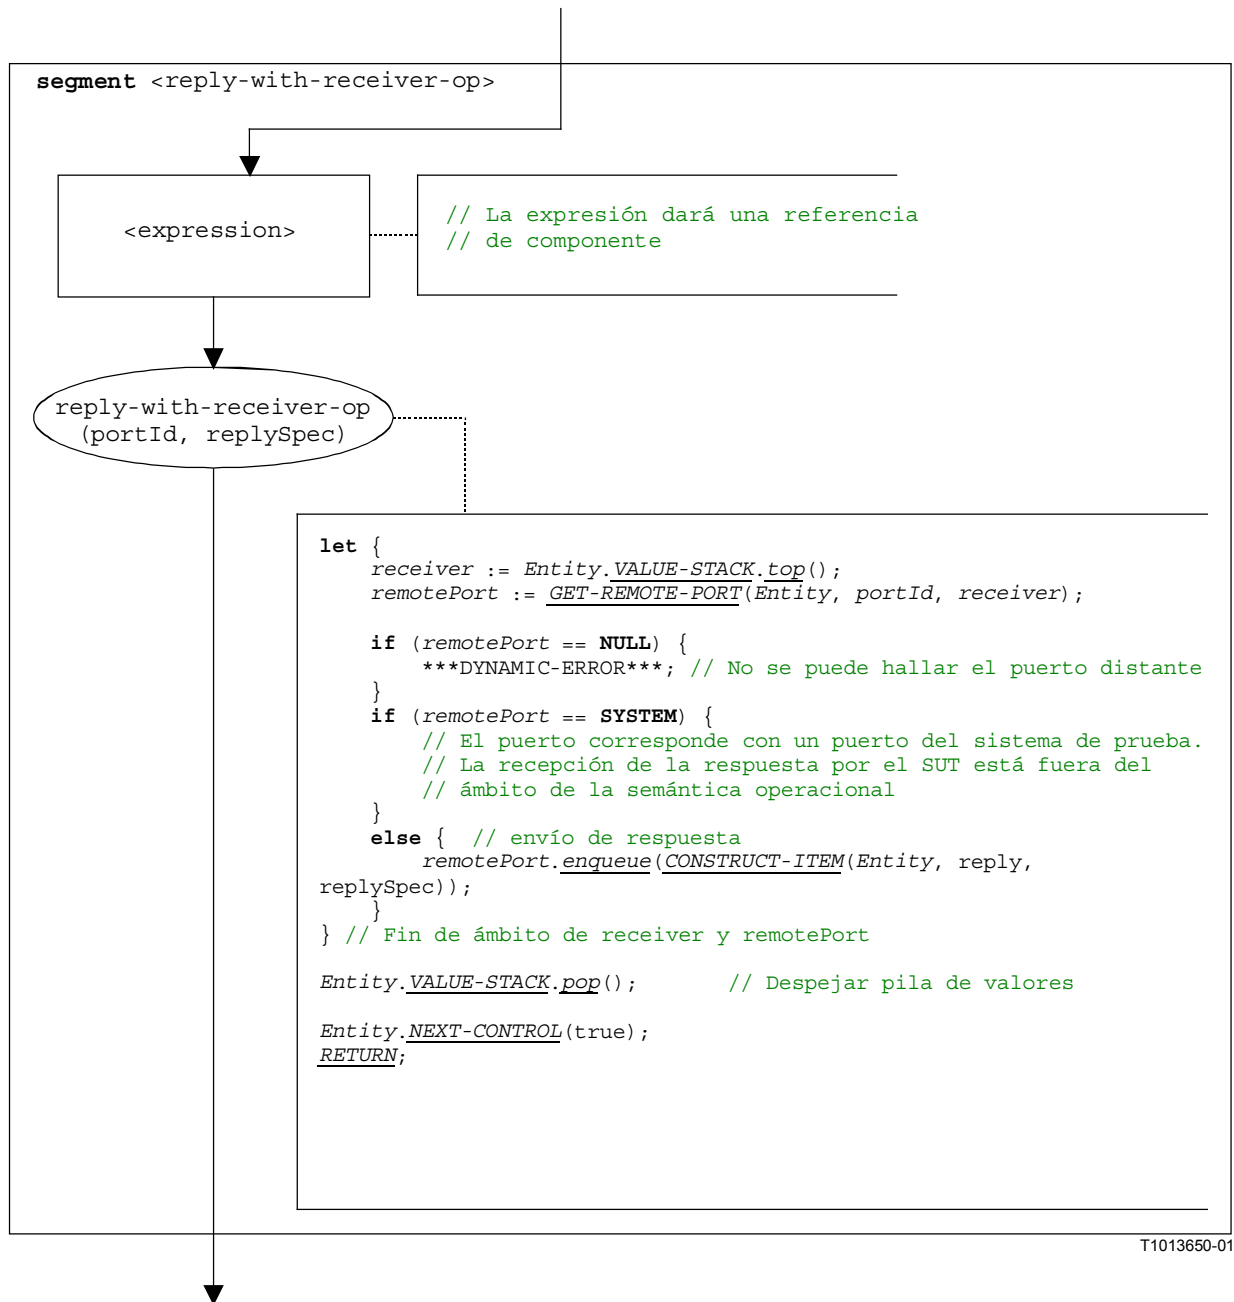 segment <reply-with-receiver-op>
<expression>
// La expresión dará una referencia
// de componente
reply-with-receiver-op
(portId, replySpec)
let {
receiver := Entity.VALUE-STACK.top();
remotePort := GET-REMOTE-PORT(Entity, portId, receiver);
if (remotePort == NULL) {
***DYNAMIC-ERROR***; // No se puede hallar el puerto distante
}
if (remotePort == SYSTEM) {
// El puerto corresponde con un puerto del sistema de prueba.
// La recepción de la respuesta por el SUT está fuera del
// ámbito de la semántica operacional
}
else { // envío de respuesta
remotePort.enqueue(CONSTRUCT-ITEM(Entity, reply,
replySpec));
}
} // Fin de ámbito de receiver y remotePort
Entity.VALUE-STACK.pop(); // Despejar pila de valores
Entity.NEXT-CONTROL(true);
RETURN;
T1013650-01